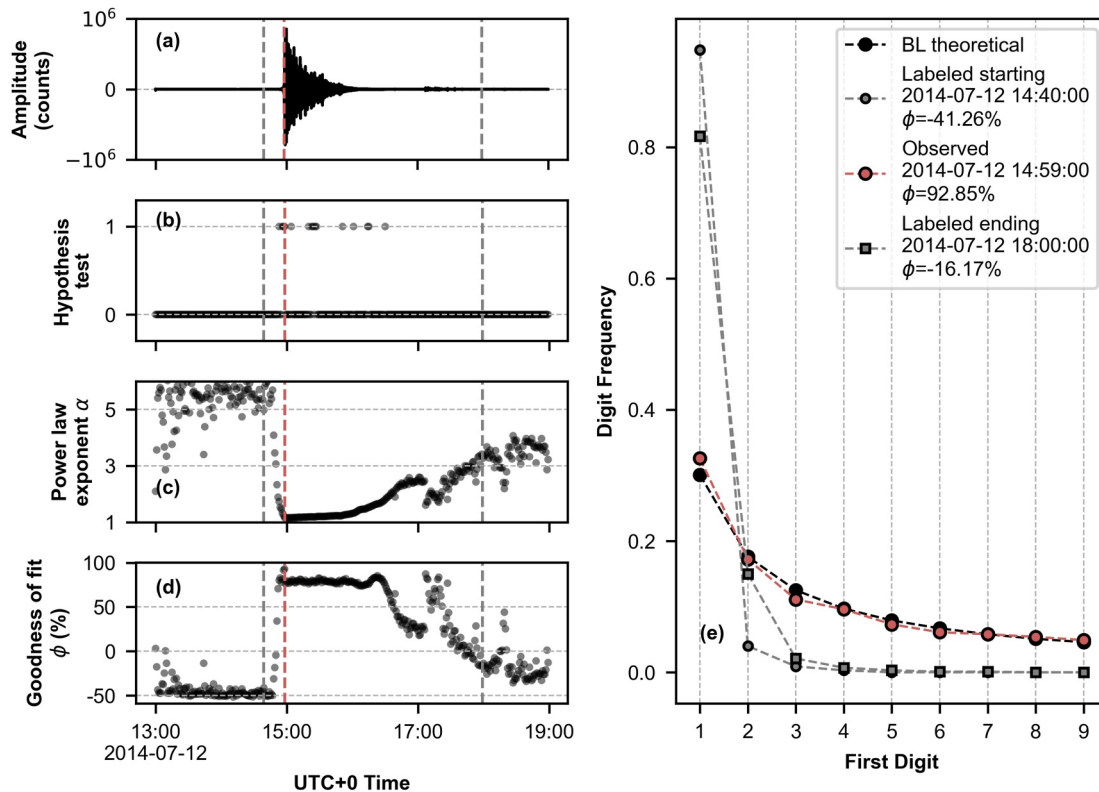 10⁶
0
−10⁶
Amplitude
(counts)
(a)
1
0
Hypothesis
test
(b)
5
3
1
Power law
exponent α
(c)
100
50
0
-50
Goodness of fit
ϕ (%)
(d)
13:00
15:00
17:00
19:00
2014-07-12
UTC+0 Time
BL theoretical
Labeled starting
2014-07-12 14:40:00
ϕ=-41.26%
Observed
2014-07-12 14:59:00
ϕ=92.85%
Labeled ending
2014-07-12 18:00:00
ϕ=-16.17%
0.8
0.6
0.4
0.2
0.0
Digit Frequency
(e)
1 2 3 4 5 6 7 8 9
First Digit